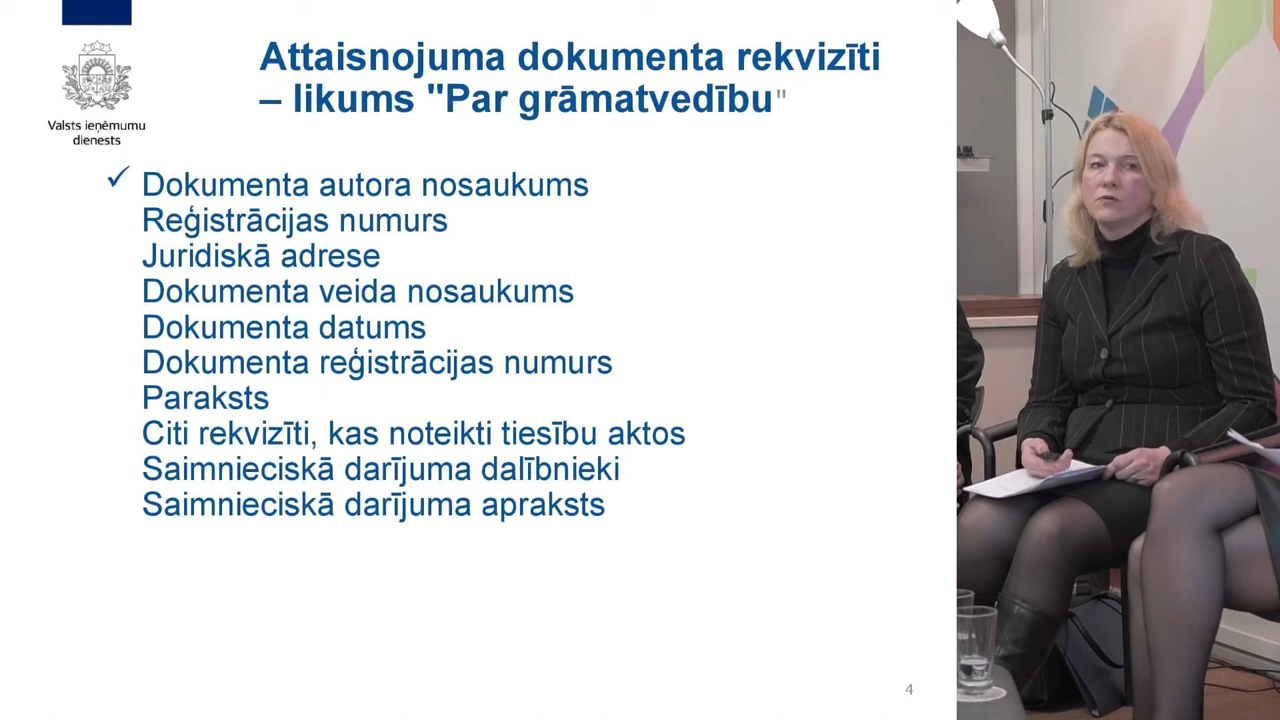 Valsts ieņēmumu
dienests
Attaisnojuma dokumenta rekvizīti
– likums "Par grāmatvedību"
✓ Dokumenta autora nosaukums
Reģistrācijas numurs
Juridiskā adrese
Dokumenta veida nosaukums
Dokumenta datums
Dokumenta reģistrācijas numurs
Paraksts
Citi rekvizīti, kas noteikti tiesību aktos
Saimnieciskā darījuma dalībnieki
Saimnieciskā darījuma apraksts
4